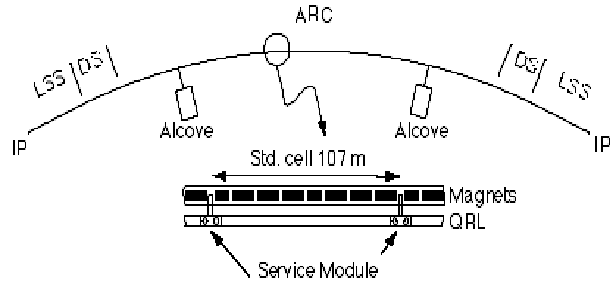 ARC
LSS
DS
DS
LSS
IP
Alcove
Alcove
IP
Std. cell 107 m
Magnets
QRL
Service Module